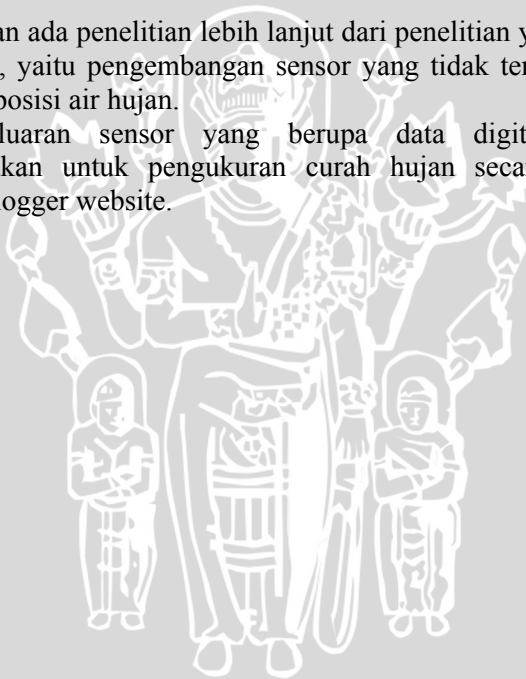 an ada penelitian lebih lanjut dari penelitian y
, yaitu pengembangan sensor yang tidak ter
posisi air hujan.
luaran sensor yang berupa data digit
kan untuk pengukuran curah hujan seca
ogger website.